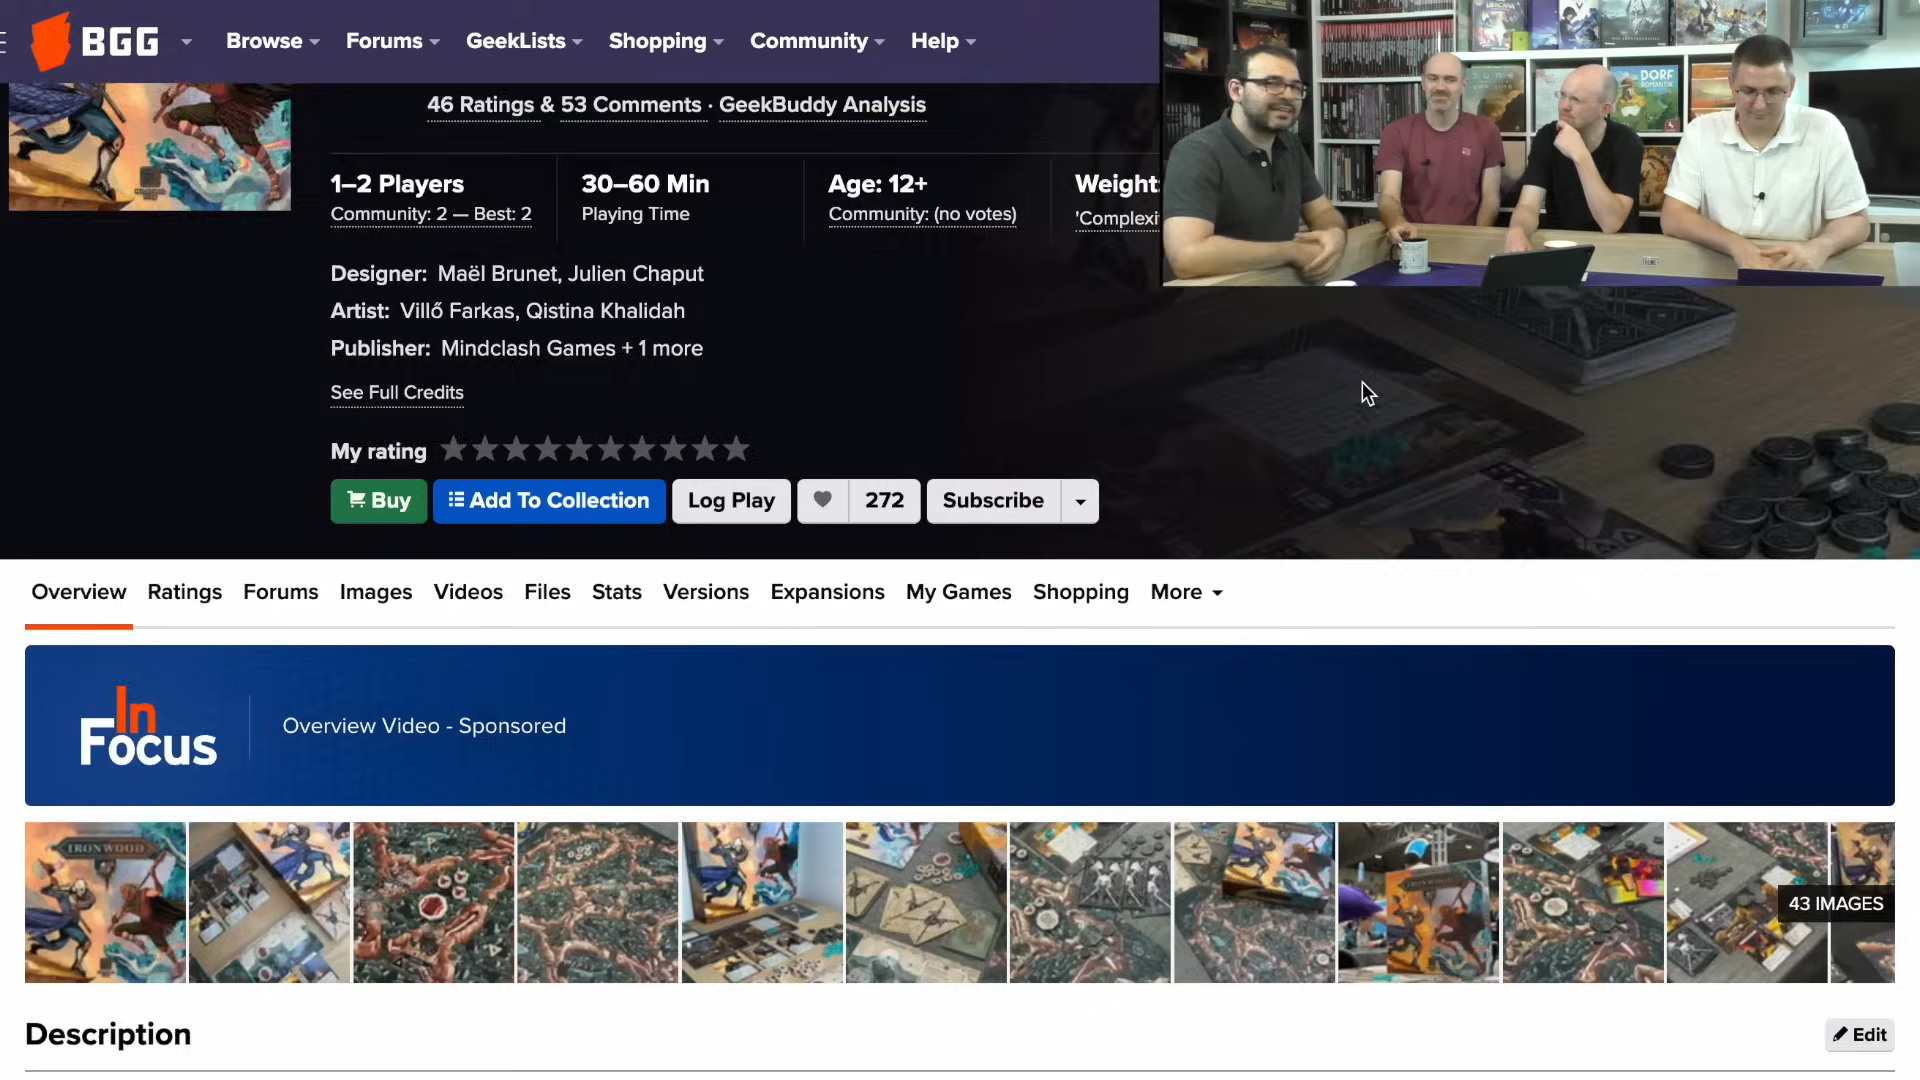 BGG
Browse
Forums
GeekLists
Shopping
Community
Help
46 Ratings & 53 Comments · GeekBuddy Analysis
1–2 Players
Community: 2 — Best: 2
30–60 Min
Playing Time
Age: 12+
Community: (no votes)
Weight:
'Complexi
Designer: Maël Brunet, Julien Chaput
Artist: Villő Farkas, Qistina Khalidah
Publisher: Mindclash Games + 1 more
See Full Credits
My rating
Buy
Add To Collection
Log Play
272
Subscribe
Overview
Ratings
Forums
Images
Videos
Files
Stats
Versions
Expansions
My Games
Shopping
More
In
Focus
Overview Video - Sponsored
IRONWOOD
IRONWOOD
43 IMAGES
Description
Edit
DUNE
DORF
ROMANTIK